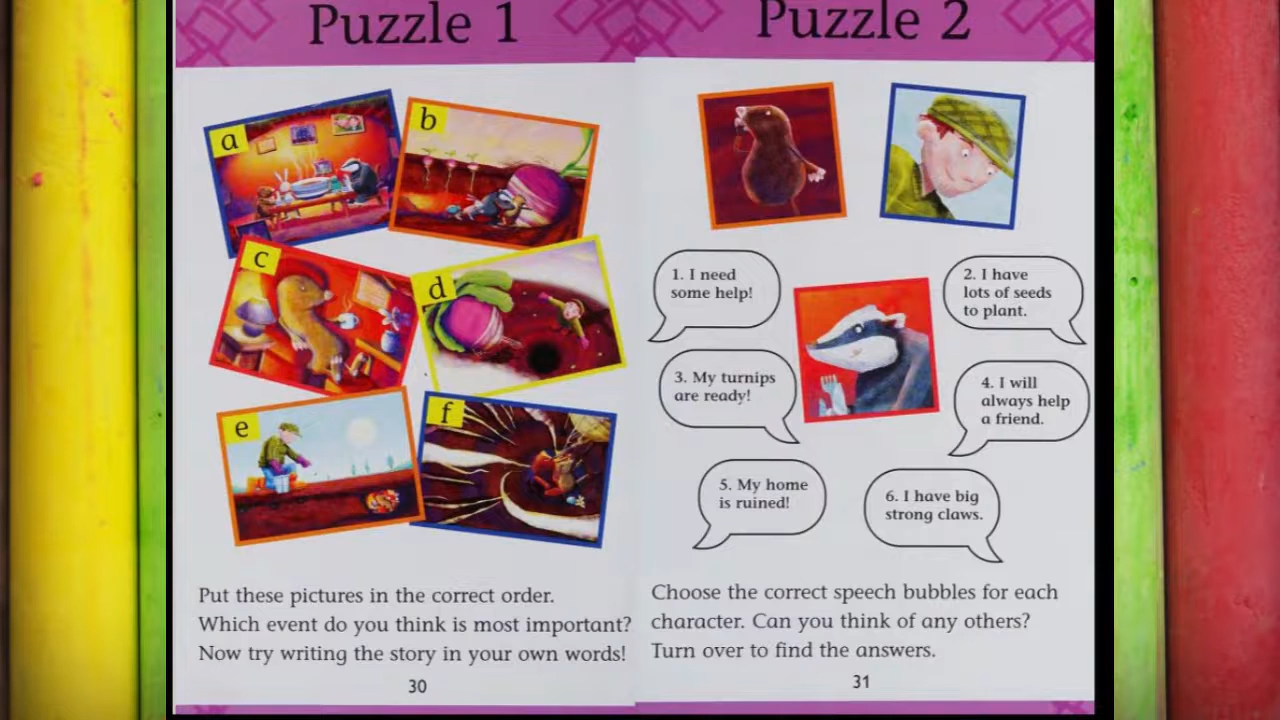 Puzzle 1
a
b
c
d
e
f
Put these pictures in the correct order.
Which event do you think is most important?
Now try writing the story in your own words!
30
Puzzle 2
1. I need
some help!
2. I have
lots of seeds
to plant.
3. My turnips
are ready!
4. I will
always help
a friend.
5. My home
is ruined!
6. I have big
strong claws.
Choose the correct speech bubbles for each
character. Can you think of any others?
Turn over to find the answers.
31